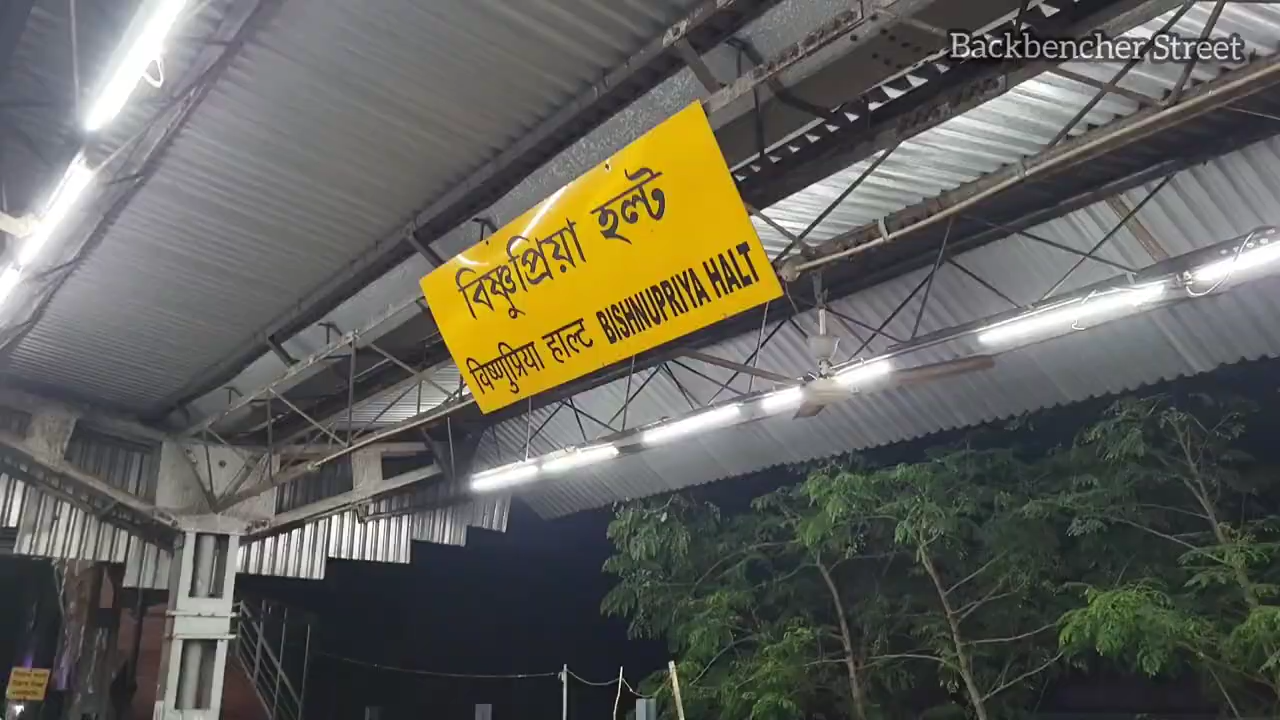 Backbencher Street
বিষ্ণুপ্রিয়া হল্ট
विष्णुप्रिया हाल्ट BISHNUPRIYA HALT